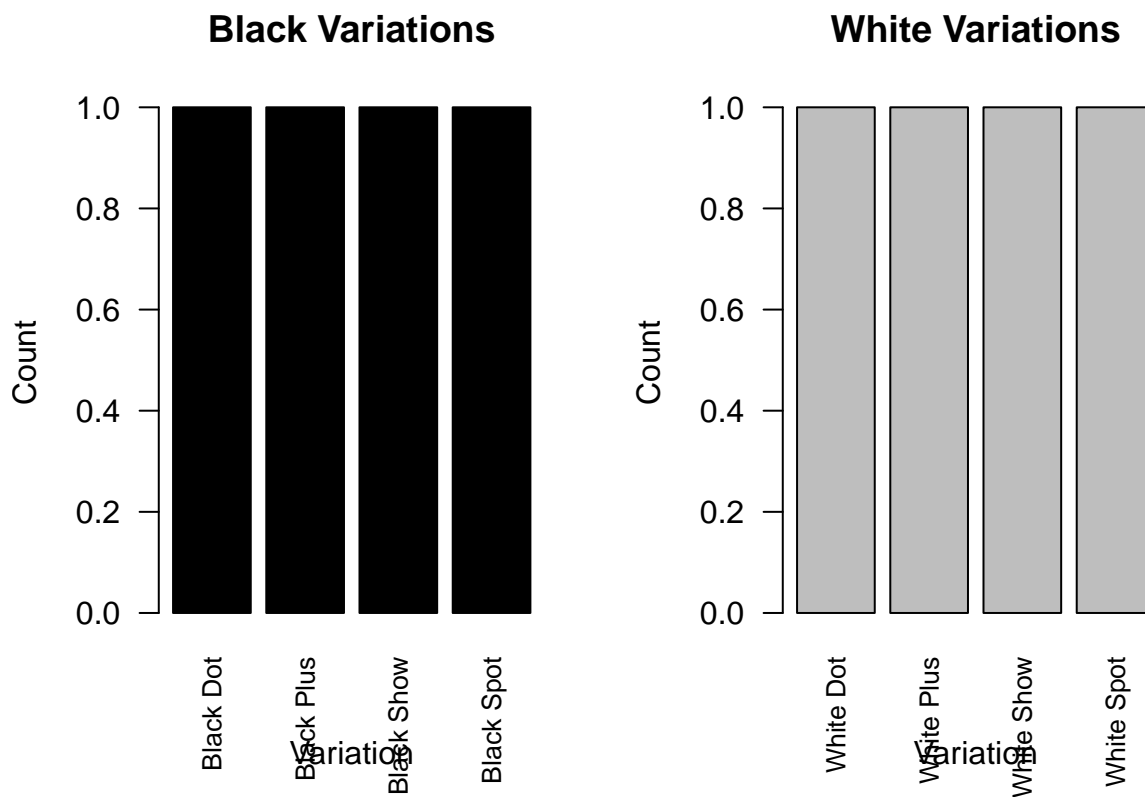 Black Variations
Count
1.0
0.8
0.6
0.4
0.2
0.0
Black Dot
Black Plus
Black Show
Black Spot
Variation
White Variations
Count
1.0
0.8
0.6
0.4
0.2
0.0
White Dot
White Plus
White Show
White Spot
Variation